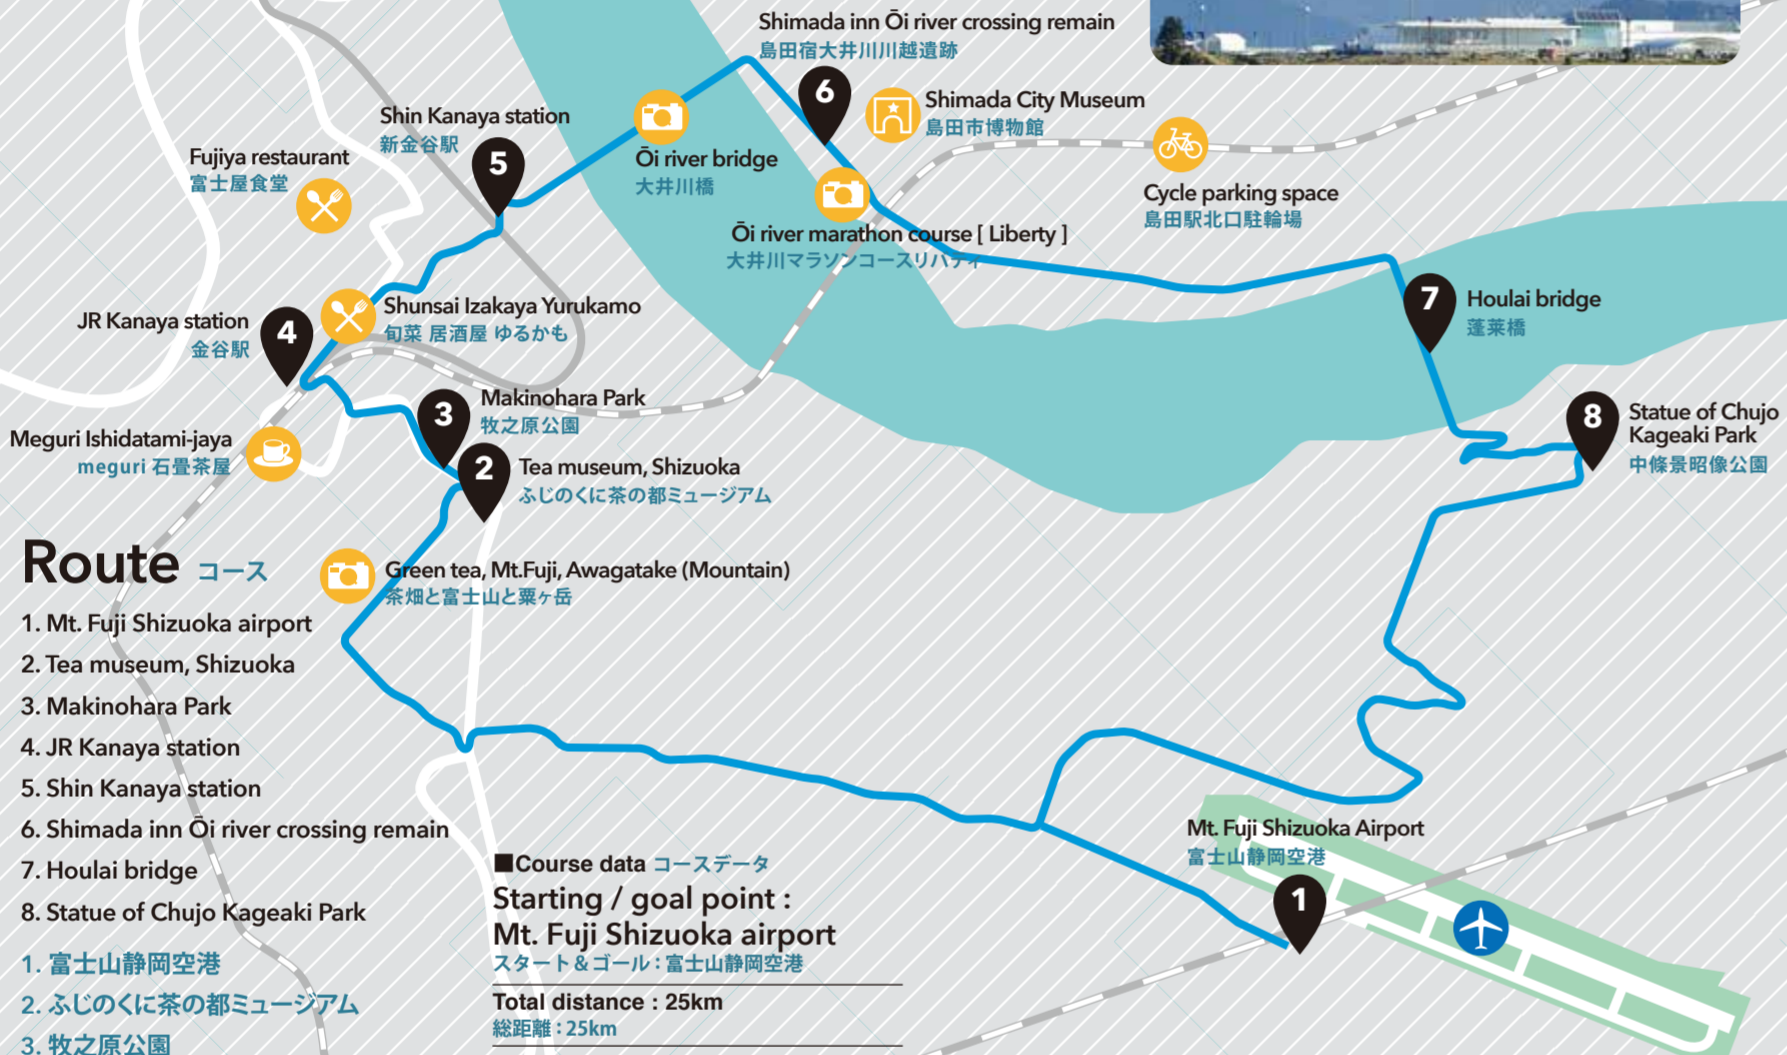 Shimada inn Ōi river crossing remain
島田宿大井川川越遺跡
6
Shimada City Museum
島田市博物館
Shin Kanaya station
新金谷駅
5
Fujiya restaurant
富士屋食堂
Ōi river bridge
大井川橋
Cycle parking space
島田駅北口駐輪場
Ōi river marathon course [ Liberty ]
大井川マラソンコースリバティ
7
Houlai bridge
蓬莱橋
Shunsai Izakaya Yurukamo
旬菜 居酒屋 ゆるかも
JR Kanaya station
金谷駅
4
Makinohara Park
牧之原公園
3
8
Statue of Chujo
Kageaki Park
中條景昭像公園
Meguri Ishidatami-jaya
meguri 石畳茶屋
2
Tea museum, Shizuoka
ふじのくに茶の都ミュージアム
Green tea, Mt.Fuji, Awagatake (Mountain)
茶畑と富士山と粟ヶ岳
Route コース
1. Mt. Fuji Shizuoka airport
2. Tea museum, Shizuoka
3. Makinohara Park
4. JR Kanaya station
5. Shin Kanaya station
6. Shimada inn Ōi river crossing remain
7. Houlai bridge
8. Statue of Chujo Kageaki Park
1. 富士山静岡空港
2. ふじのくに茶の都ミュージアム
3. 牧之原公園
■Course data コースデータ
Starting / goal point :
Mt. Fuji Shizuoka airport
スタート＆ゴール：富士山静岡空港
Total distance : 25km
総距離：25km
Mt. Fuji Shizuoka Airport
富士山静岡空港
1